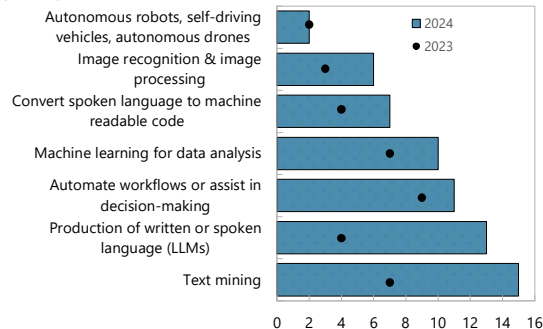 Autonomous robots, self-driving
vehicles, autonomous drones
Image recognition & image
processing
Convert spoken language to machine
readable code
Machine learning for data analysis
Automate workflows or assist in
decision-making
Production of written or spoken
language (LLMs)
Text mining
2024
2023
0 2 4 6 8 10 12 14 16